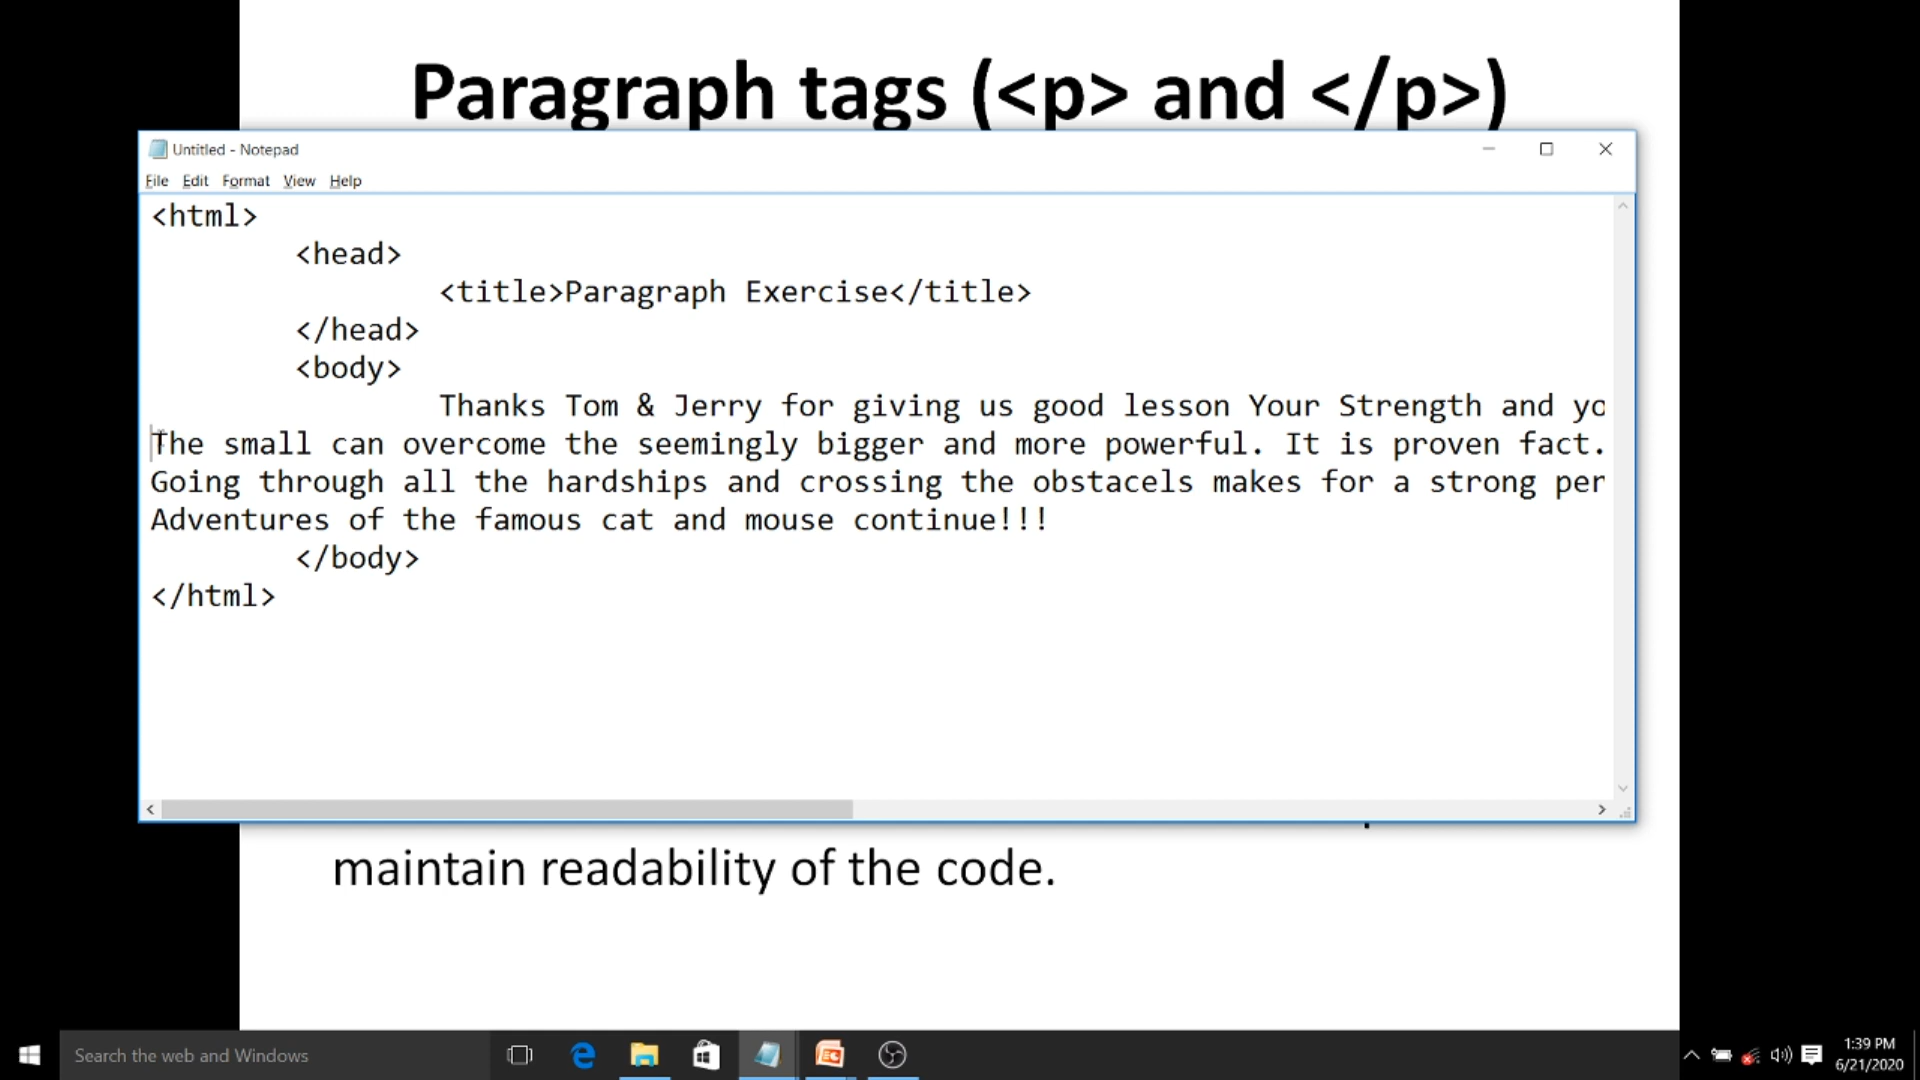 Paragraph tags (<p> and </p>)
Untitled - Notepad
File Edit Format View Help
<html>
<head>
<title>Paragraph Exercise</title>
</head>
<body>
Thanks Tom & Jerry for giving us good lesson Your Strength and yo
The small can overcome the seemingly bigger and more powerful. It is proven fact.
Going through all the hardships and crossing the obstacels makes for a strong per
Adventures of the famous cat and mouse continue!!!
</body>
</html>
maintain readability of the code.
Search the web and Windows
1:39 PM
6/21/2020